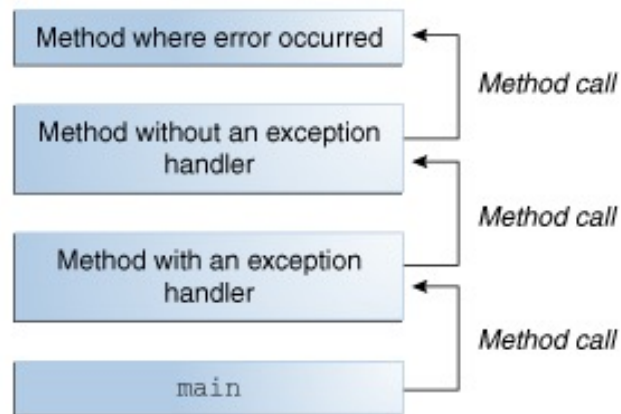 Method where error occurred
Method call
Method without an exception
handler
Method call
Method with an exception
handler
Method call
main